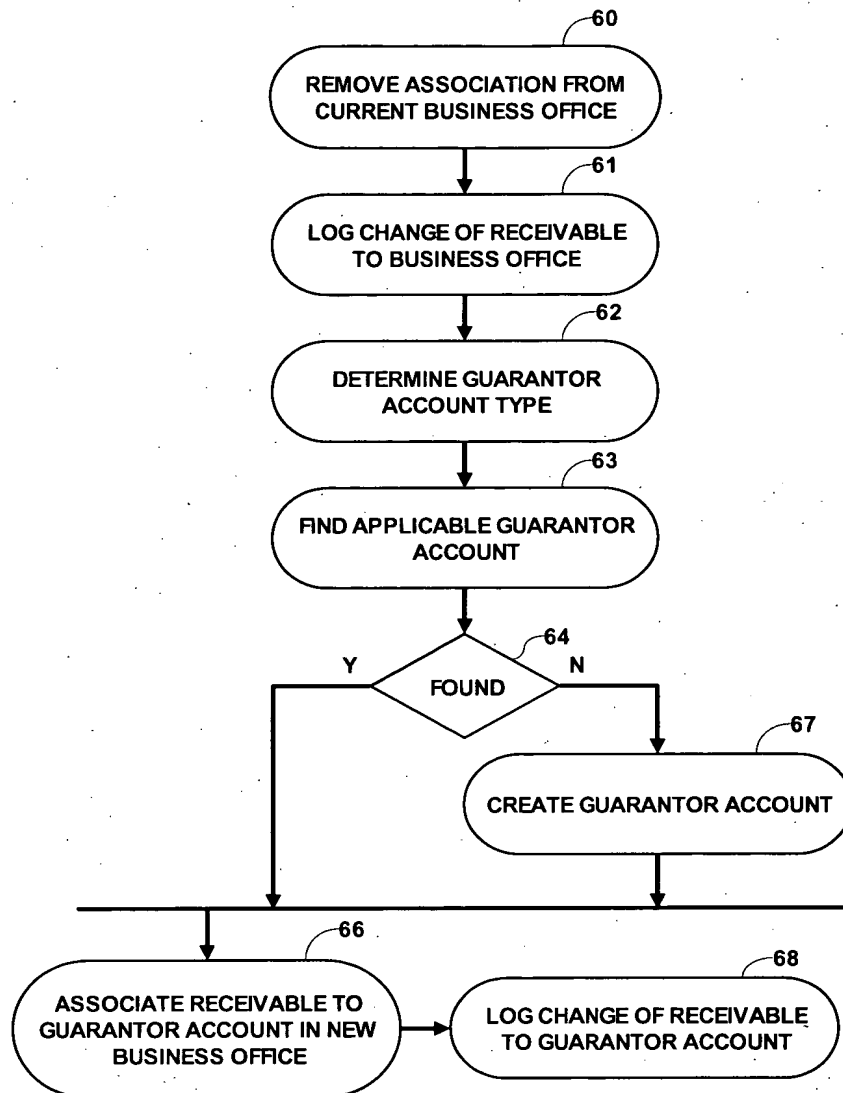 60
REMOVE ASSOCIATION FROM
CURRENT BUSINESS OFFICE
61
LOG CHANGE OF RECEIVABLE
TO BUSINESS OFFICE
62
DETERMINE GUARANTOR
ACCOUNT TYPE
63
FIND APPLICABLE GUARANTOR
ACCOUNT
64
Y
N
FOUND
67
CREATE GUARANTOR ACCOUNT
66
ASSOCIATE RECEIVABLE TO
GUARANTOR ACCOUNT IN NEW
BUSINESS OFFICE
68
LOG CHANGE OF RECEIVABLE
TO GUARANTOR ACCOUNT